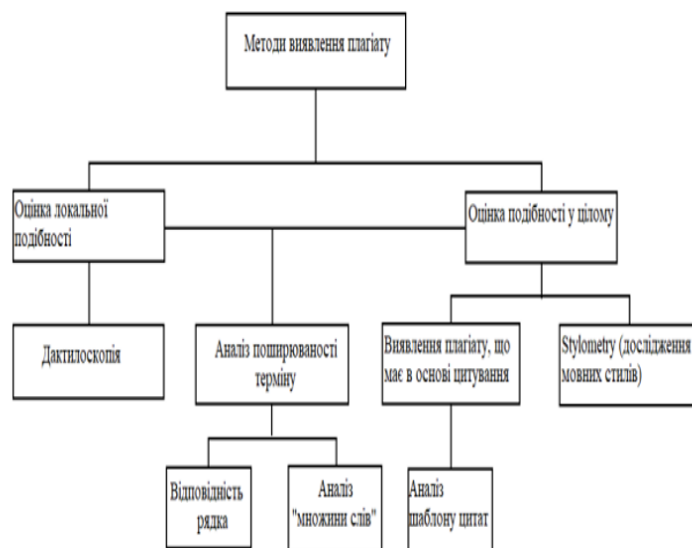 Методи виявлення плагіату
Оцінка локальної
подібності
Оцінка подібності у цілому
Дактилоскопія
Аналіз поширюваності
терміну
Виявлення плагіату, що
має в основі цитування
Stylometry (дослідження
мовних стилів)
Відповідність
рядка
Аналіз
"множини слів"
Аналіз
шаблону цитат